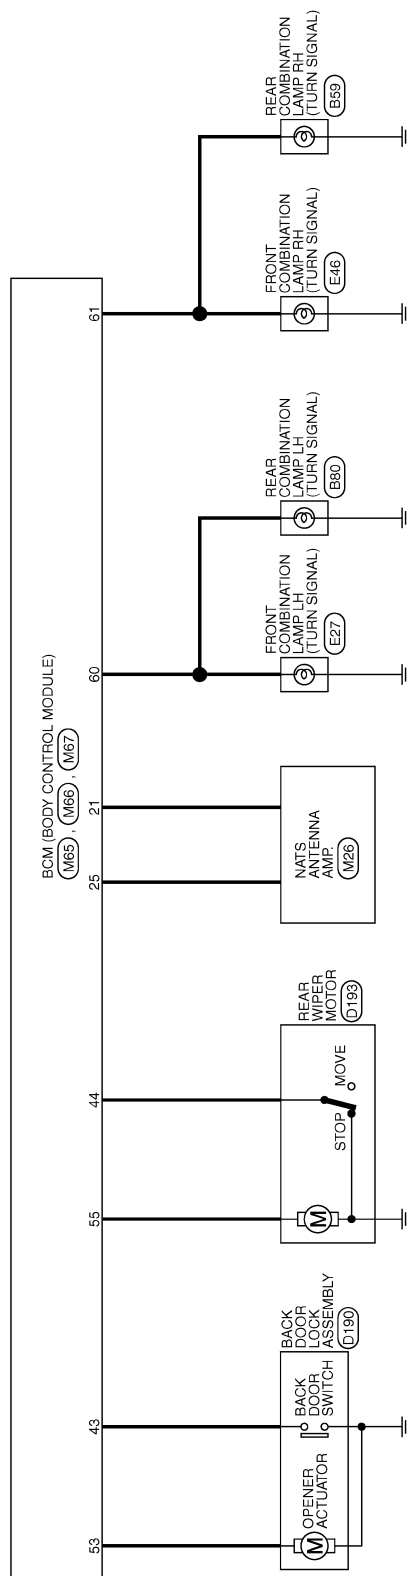 BCM (BODY CONTROL MODULE)
M65 , M66 , M67
53
43
55
44
25
21
60
61
BACK
DOOR
LOCK
ASSEMBLY
D190
OPENER
ACTUATOR
M
BACK
DOOR
SWITCH
REAR
WIPER
MOTOR
D193
M
STOP
MOVE
NATS
ANTENNA
AMP.
M26
FRONT
COMBINATION
LAMP LH
(TURN SIGNAL)
E27
REAR
COMBINATION
LAMP LH
(TURN SIGNAL)
B80
FRONT
COMBINATION
LAMP RH
(TURN SIGNAL)
E46
REAR
COMBINATION
LAMP RH
(TURN SIGNAL)
B59